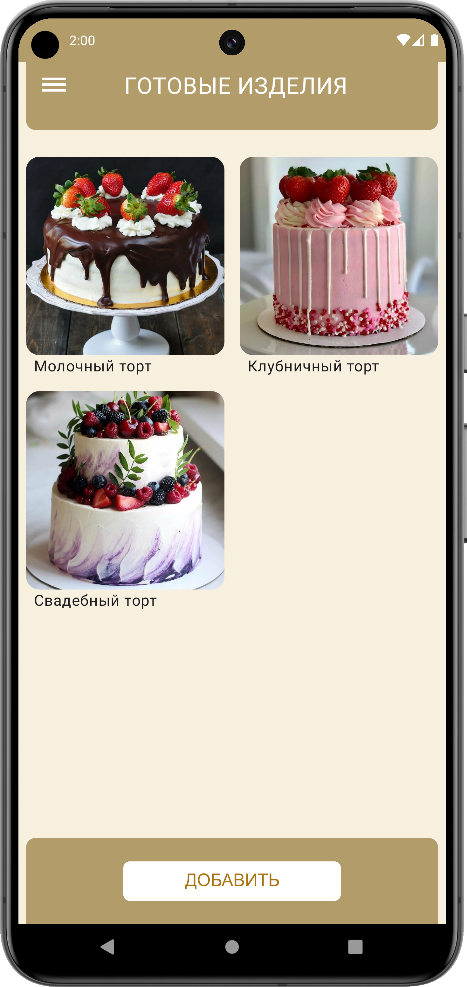 2:00
ГОТОВЫЕ ИЗДЕЛИЯ
Молочный торт
Клубничный торт
Свадебный торт
ДОБАВИТЬ